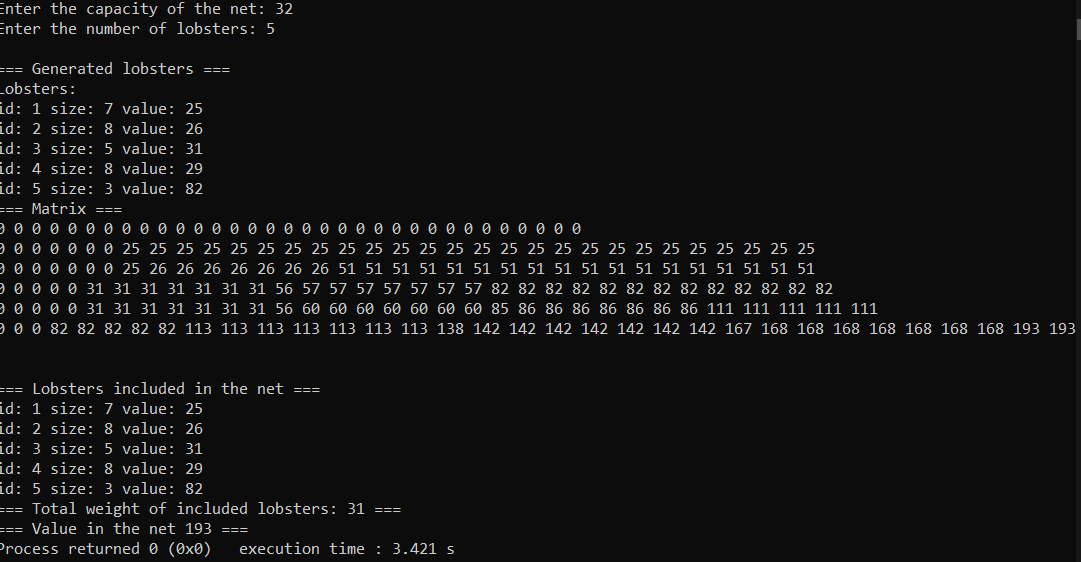 Enter the capacity of the net: 32
Enter the number of lobsters: 5
=== Generated lobsters ===
Lobsters:
id: 1 size: 7 value: 25
id: 2 size: 8 value: 26
id: 3 size: 5 value: 31
id: 4 size: 8 value: 29
id: 5 size: 3 value: 82
=== Matrix ===
0 0 0 0 0 0 0 0 0 0 0 0 0 0 0 0 0 0 0 0 0 0 0 0 0 0 0 0 0 0 0 0 0
0 0 0 0 0 0 0 25 25 25 25 25 25 25 25 25 25 25 25 25 25 25 25 25 25 25 25 25 25 25 25 25 25
0 0 0 0 0 0 0 25 26 26 26 26 26 26 26 51 51 51 51 51 51 51 51 51 51 51 51 51 51 51 51 51 51
0 0 0 0 0 31 31 31 31 31 31 31 56 57 57 57 57 57 57 57 82 82 82 82 82 82 82 82 82 82 82 82 82
0 0 0 0 0 31 31 31 31 31 31 31 56 60 60 60 60 60 60 60 85 86 86 86 86 86 86 86 111 111 111 111 111
0 0 0 82 82 82 82 82 113 113 113 113 113 113 113 138 142 142 142 142 142 142 142 167 168 168 168 168 168 168 168 193 193
=== Lobsters included in the net ===
id: 1 size: 7 value: 25
id: 2 size: 8 value: 26
id: 3 size: 5 value: 31
id: 4 size: 8 value: 29
id: 5 size: 3 value: 82
=== Total weight of included lobsters: 31 ===
=== Value in the net 193 ===
Process returned 0 (0x0)   execution time : 3.421 s